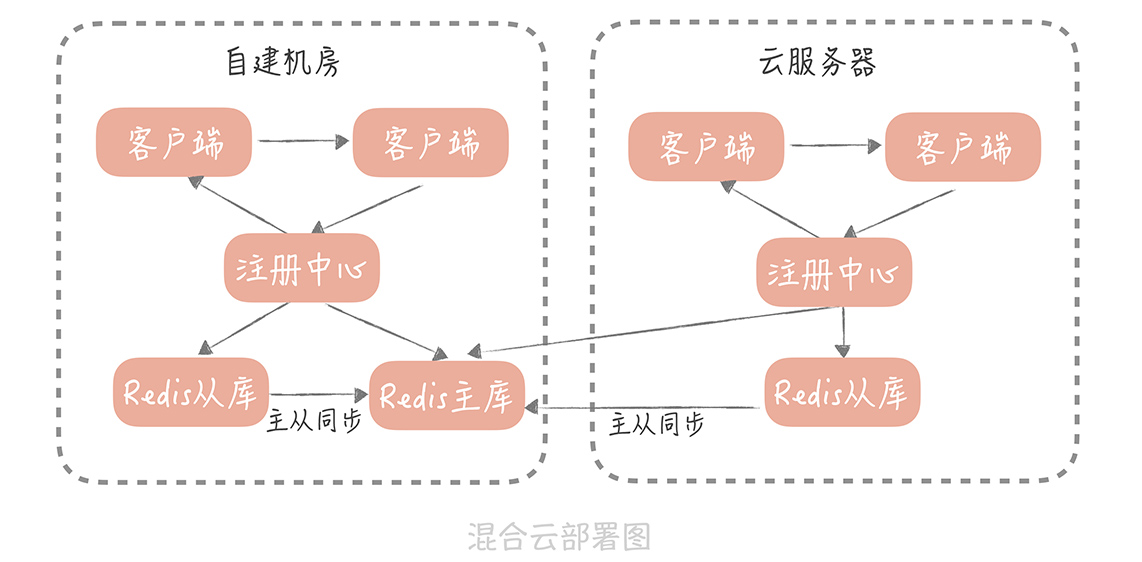 自建机房
云服务器
客户端
客户端
客户端
客户端
注册中心
注册中心
Redis从库
Redis主库
Redis从库
主从同步
主从同步
混合云部署图